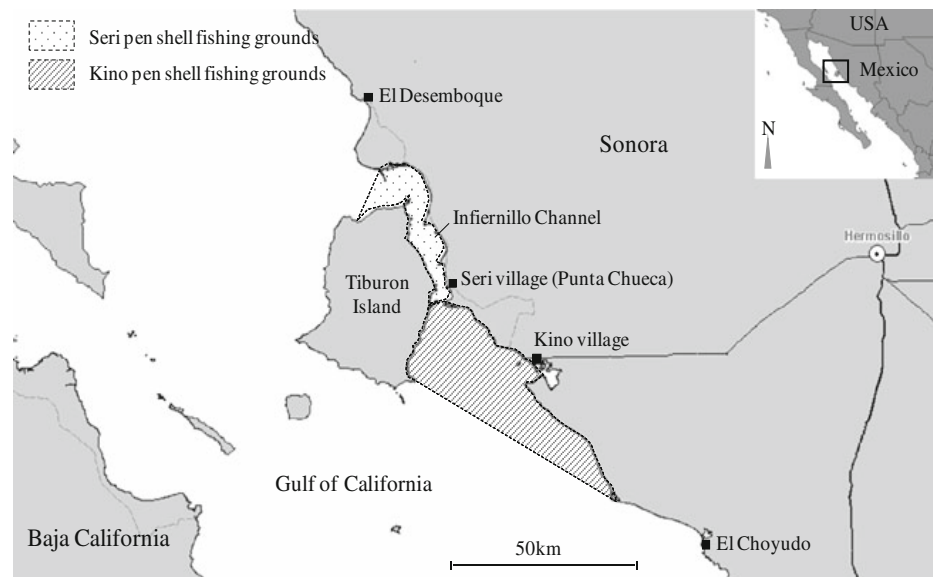 Seri pen shell fishing grounds
Kino pen shell fishing grounds
USA
Mexico
N
El Desemboque
Sonora
Infiernillo Channel
Hermosillo
Tiburon
Island
Seri village (Punta Chueca)
Kino village
Gulf of California
Baja California
50km
El Choyudo